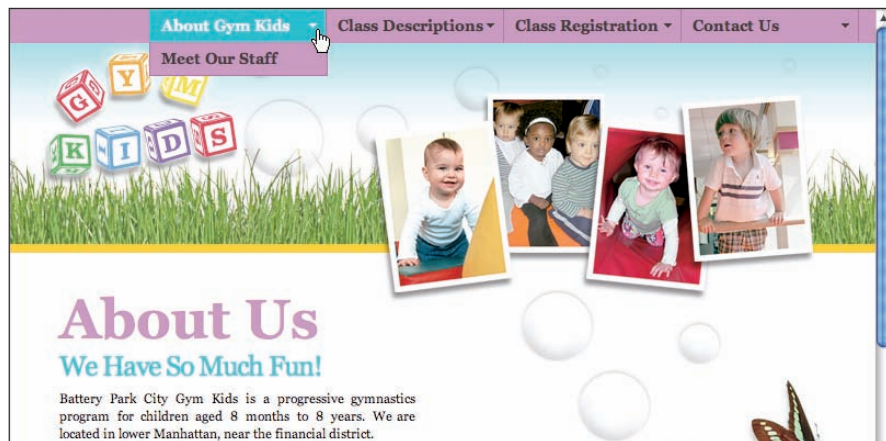 About Gym Kids Class Descriptions Class Registration Contact Us
Meet Our Staff
GYM
KIDS
About Us
We Have So Much Fun!
Battery Park City Gym Kids is a progressive gymnastics
program for children aged 8 months to 8 years. We are
located in lower Manhattan, near the financial district.